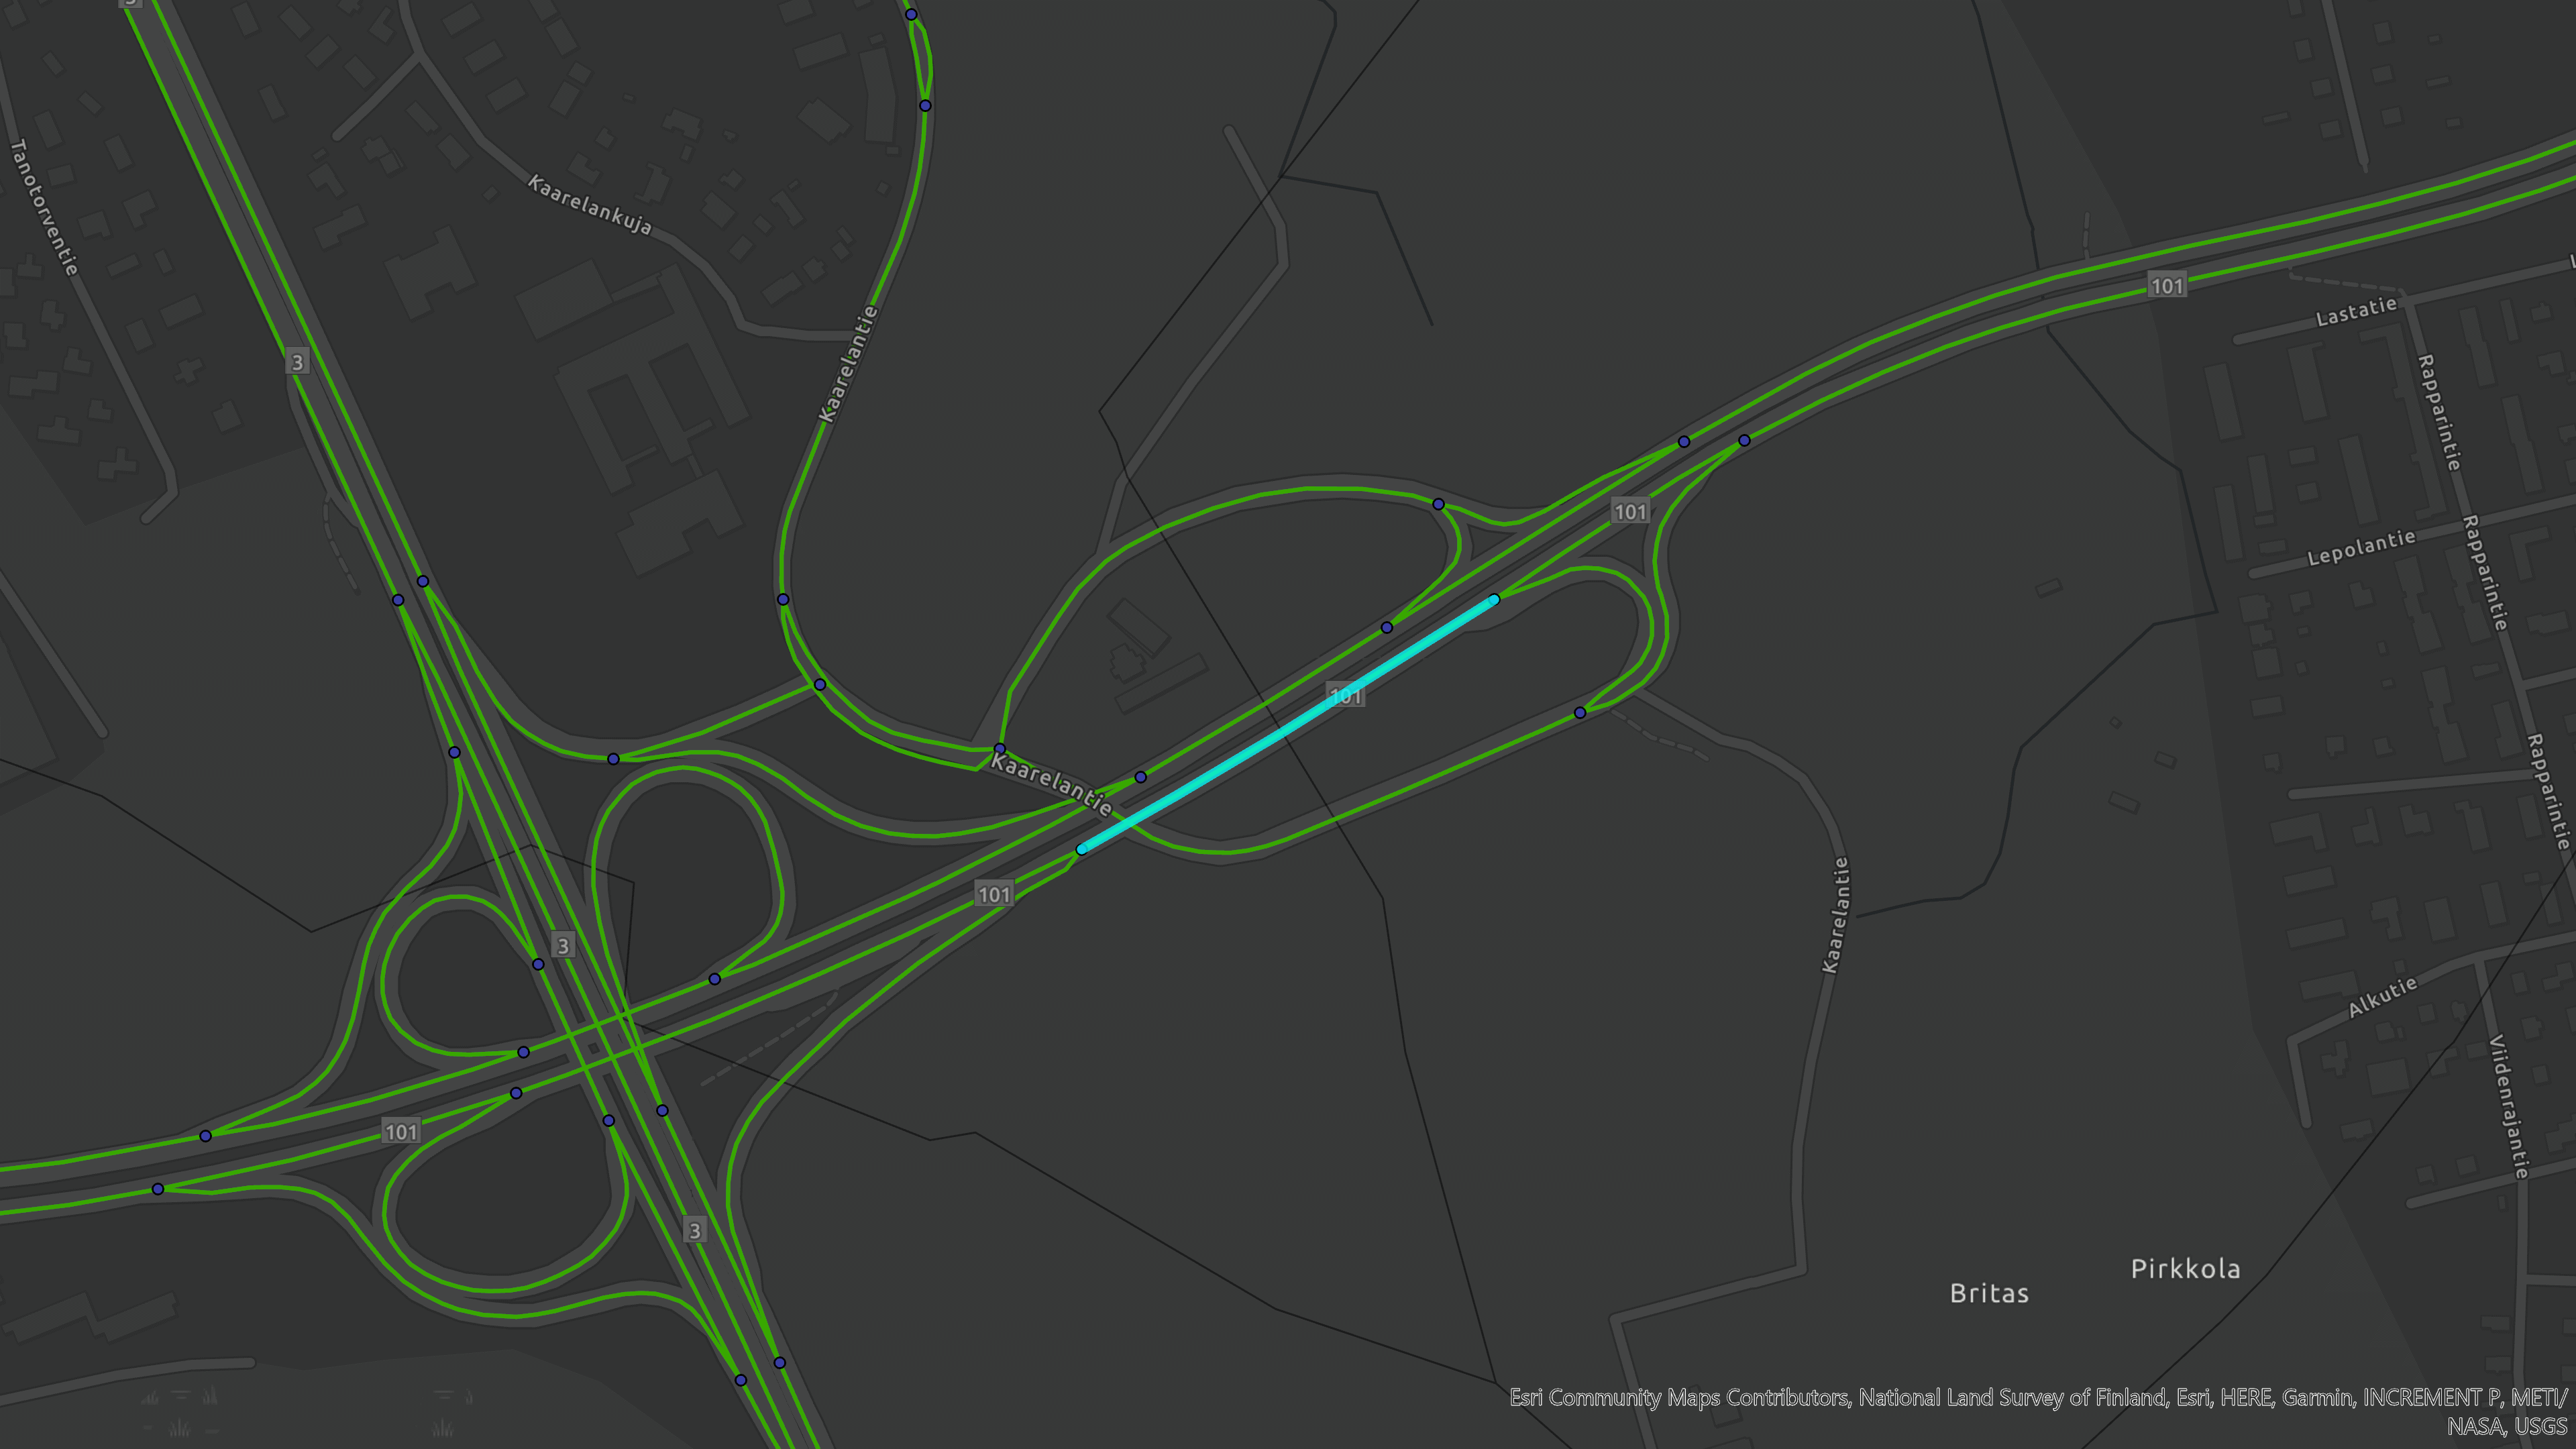 3
Tanotorventie
Kaarelankuja
101
Lastatie
3
Kaarelantie
Rapparintie
101
Lepolantie
Rapparintie
101
Kaarelantie
Rapparintie
101
Kaarelantie
3
Alkutie
101
Viidenrajantie
3
Pirkkola
Britas
Esri Community Maps Contributors, National Land Survey of Finland, Esri, HERE, Garmin, INCREMENT P, METI/
NASA, USGS